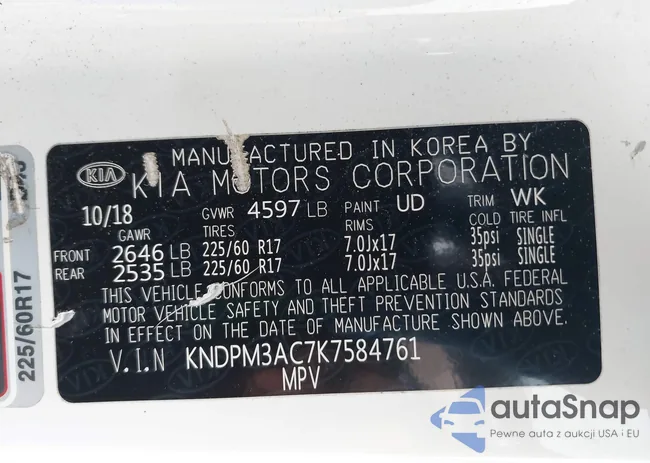 MANUFACTURED IN KOREA BY
KIA KIA MOTORS CORPORATION
10/18 GVWR 4597 LB PAINT UD TRIM WK
GAWR TIRES RIMS COLD TIRE INFL
FRONT 2646 LB 225/60 R17 7.0Jx17 35psi SINGLE
REAR 2535 LB 225/60 R17 7.0Jx17 35psi SINGLE
THIS VEHICLE CONFORMS TO ALL APPLICABLE U.S.A. FEDERAL
MOTOR VEHICLE SAFETY AND THEFT PREVENTION STANDARDS
IN EFFECT ON THE DATE OF MANUFACTURE SHOWN ABOVE.
V.I.N KNDPM3AC7K7584761
MPV
225/60R17
autoSnap
Pewne auta z aukcji USA i EU